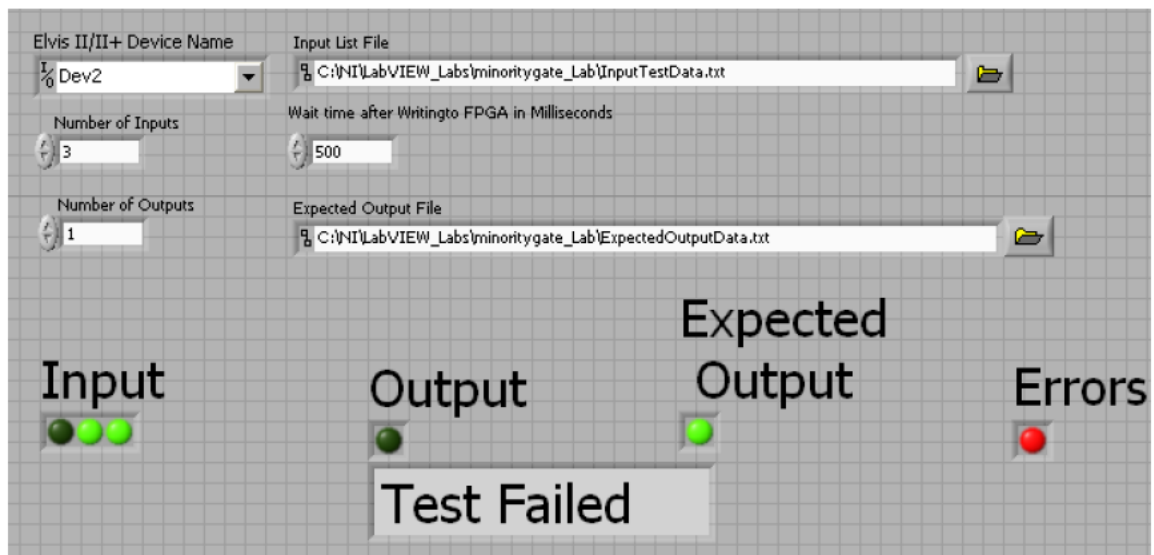 Elvis II/II+ Device Name
Input List File
Dev2
C:\NI\LabVIEW_Labs\minoritygate_Lab\InputTestData.txt
Number of Inputs
Wait time after Writingto FPGA in Milliseconds
3
500
Number of Outputs
Expected Output File
1
C:\NI\LabVIEW_Labs\minoritygate_Lab\ExpectedOutputData.txt
Input
Output
Expected
Output
Errors
Test Failed